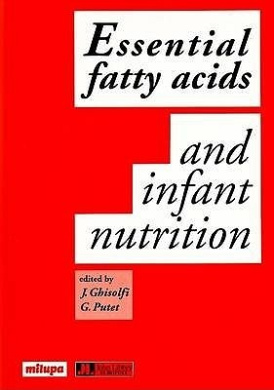 Essential
fatty acids
and
infant
nutrition
edited by
J. Ghisolfi
G. Putet
milupa